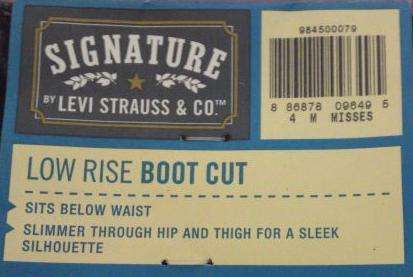 SIGNATURE
BY LEVI STRAUSS & CO.™
984500079
8 86878 09649 5
4 M MISSES
LOW RISE BOOT CUT
SITS BELOW WAIST
SLIMMER THROUGH HIP AND THIGH FOR A SLEEK
SILHOUETTE